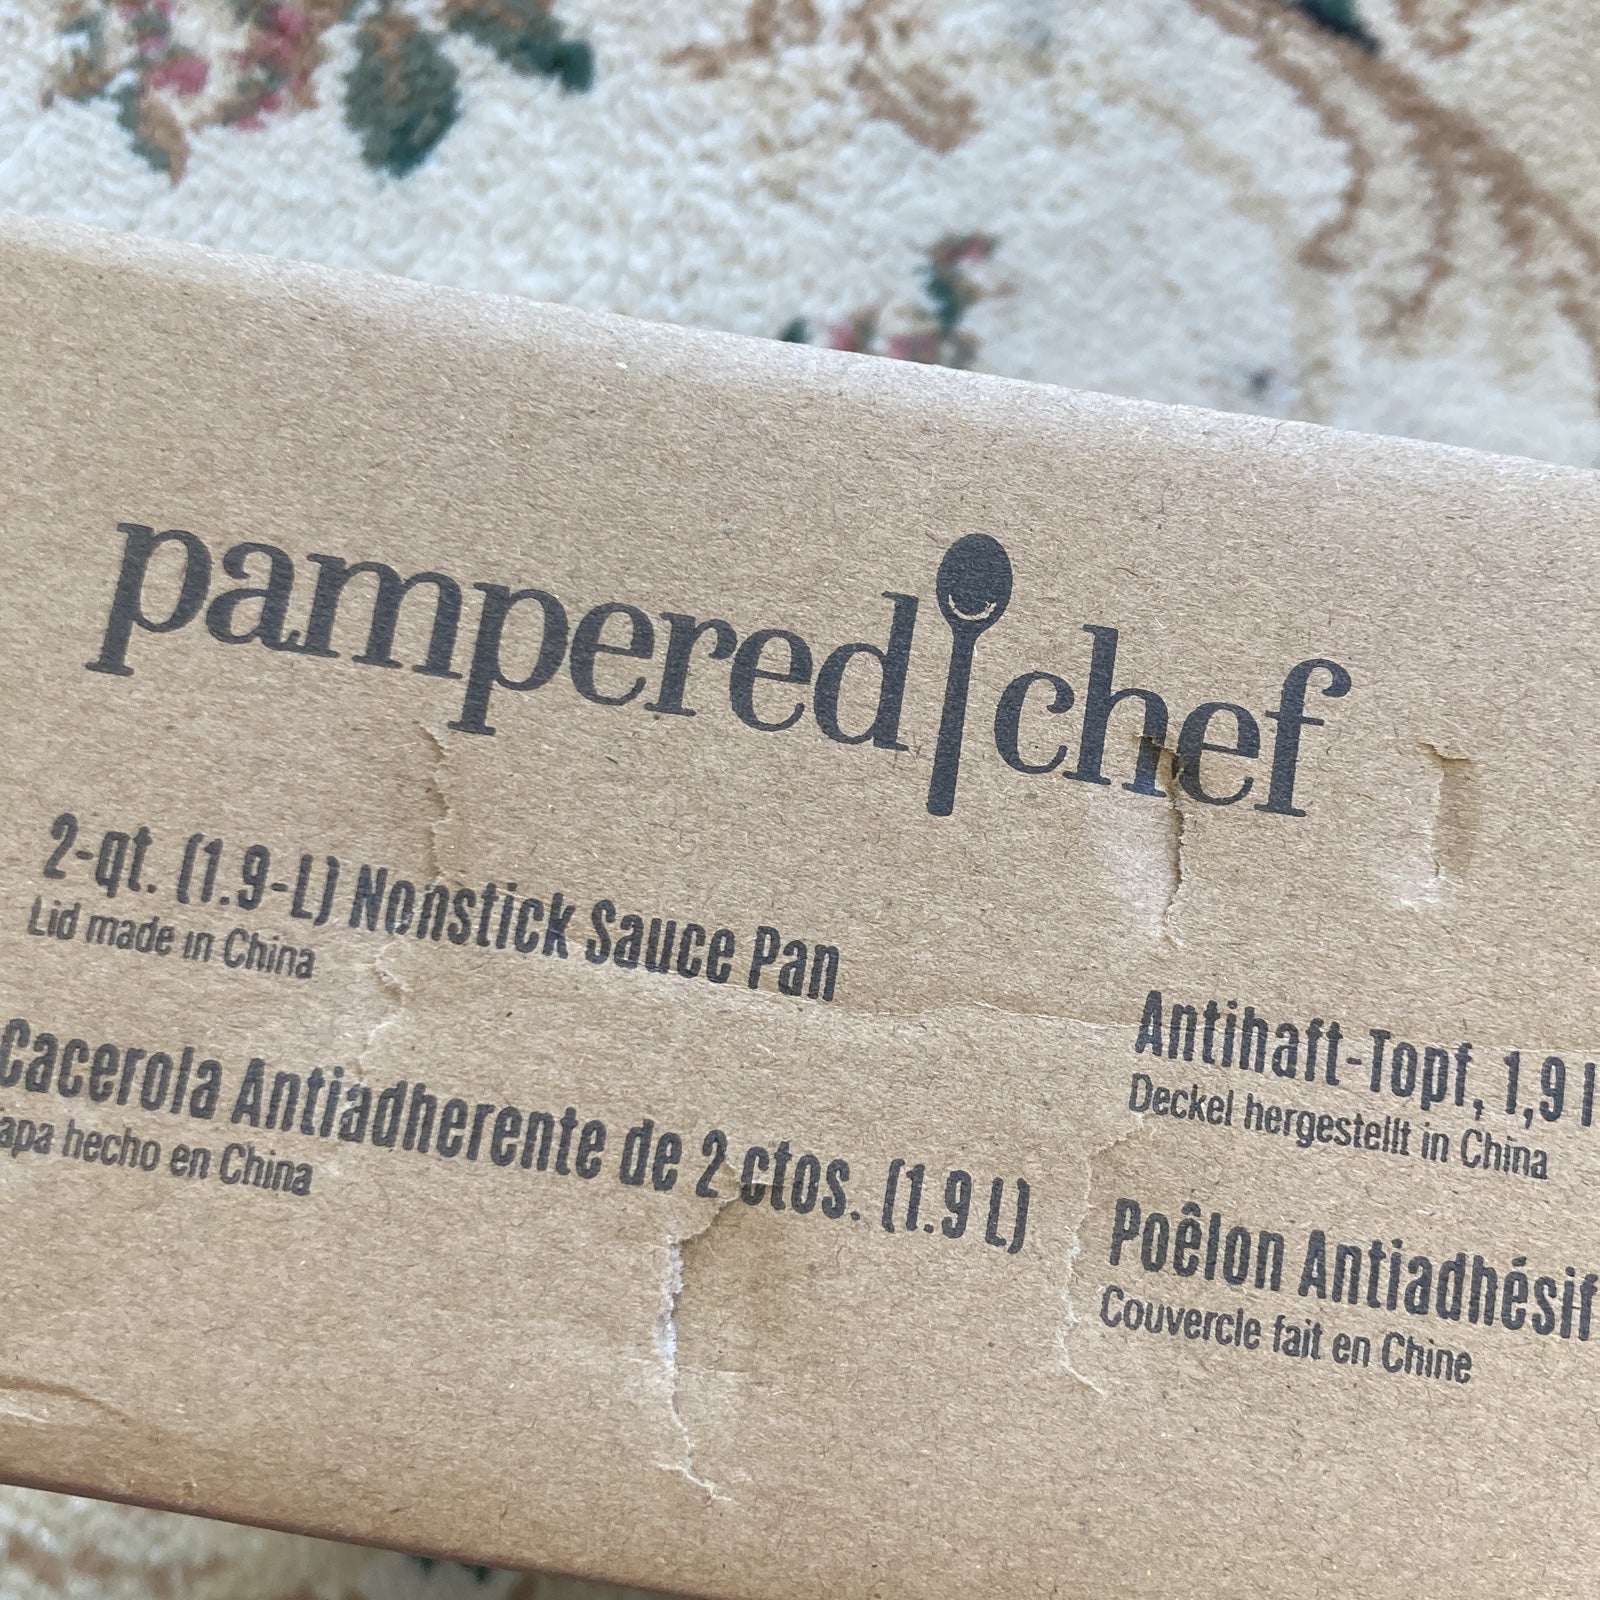 pampered chef
2-qt. (1.9-L) Nonstick Sauce Pan
Lid made in China
Cacerola Antiadherente de 2 ctos. (1.9 L)
Tapa hecho en China
Antihaft-Topf, 1,9 l
Deckel hergestellt in China
Poêlon Antiadhésif
Couvercle fait en Chine